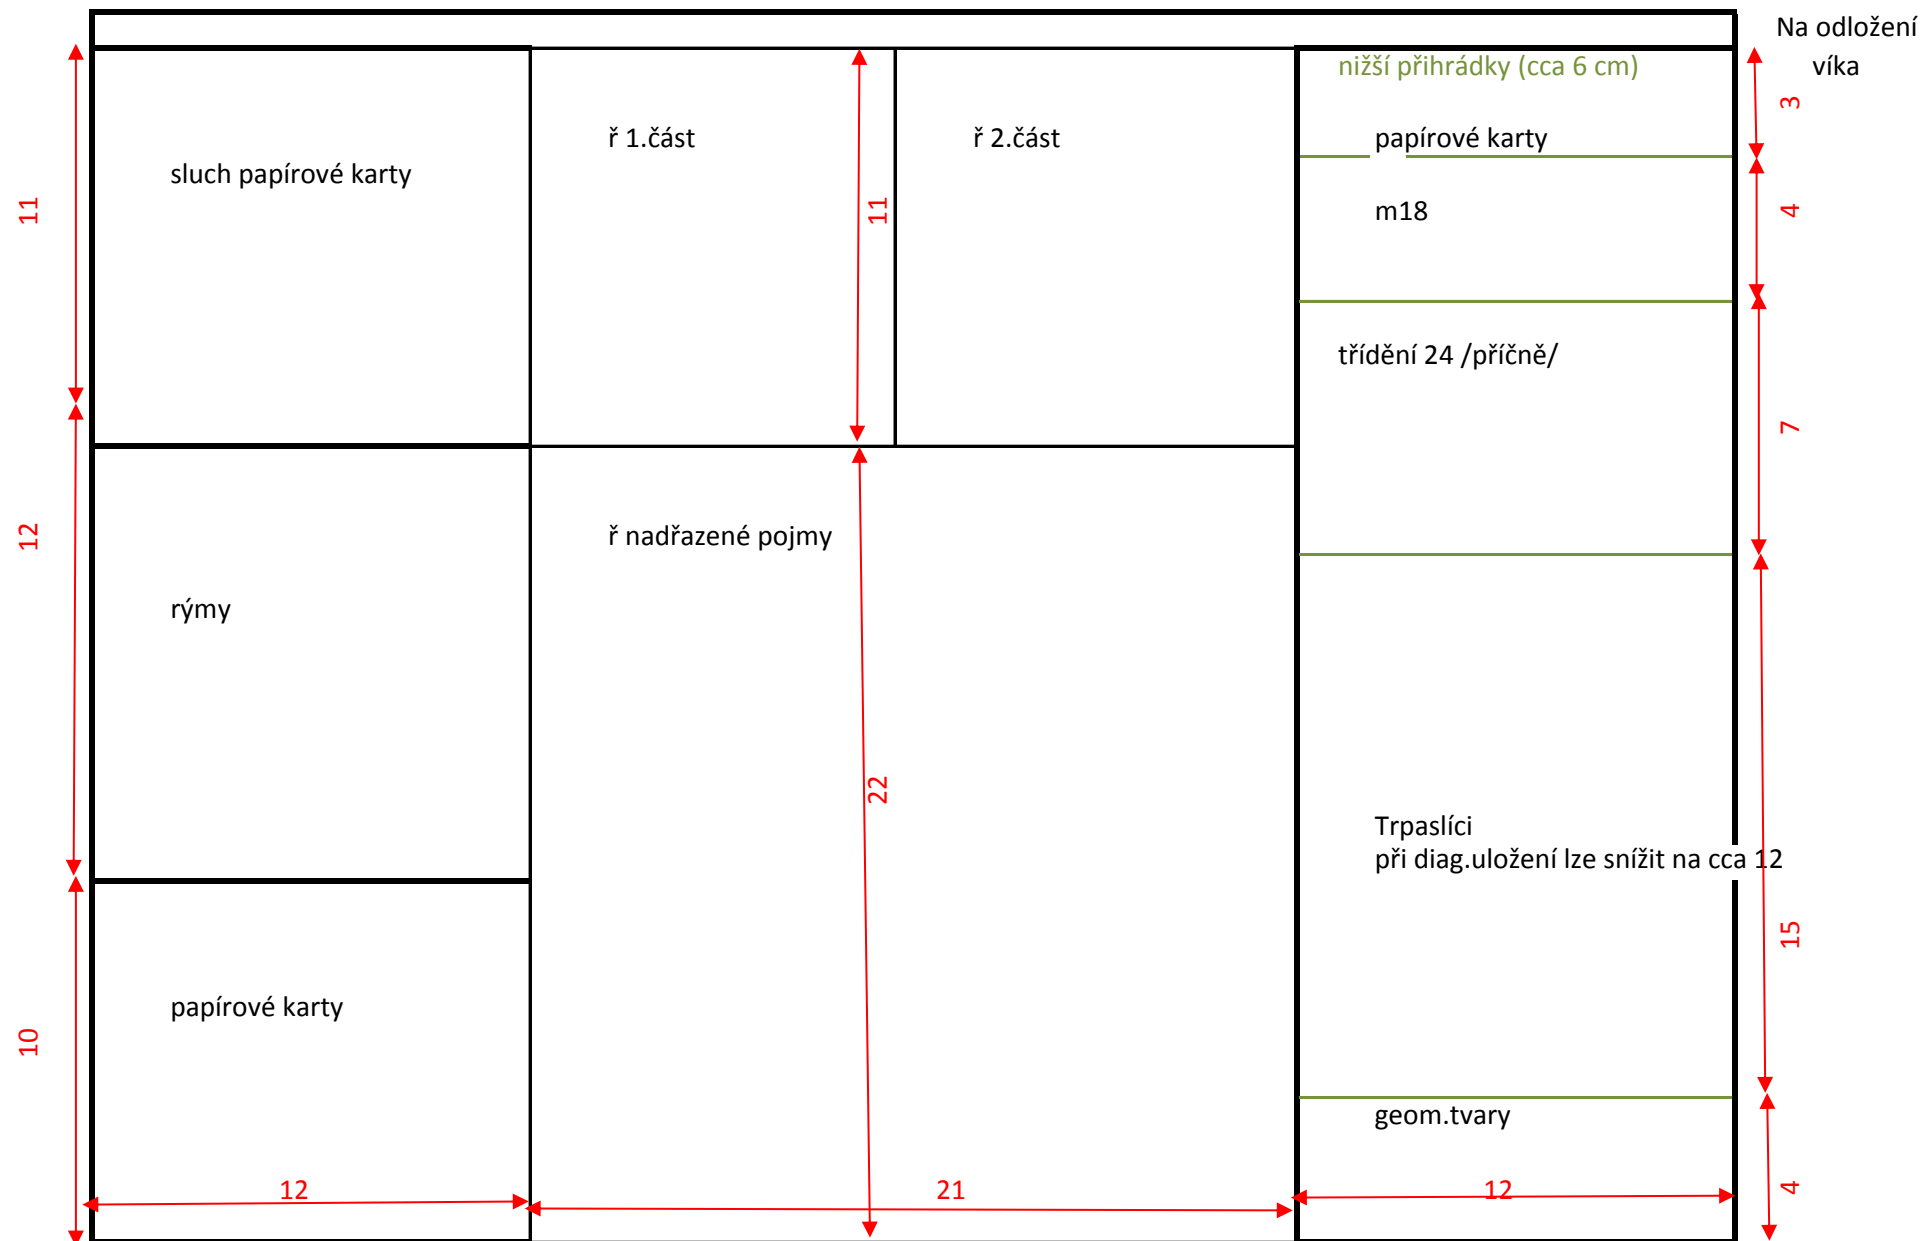 Na odložení
víka
nižší přihrádky (cca 6 cm)
3
ř 1.část
ř 2.část
papírové karty
sluch papírové karty
11
11
m18
4
třídění 24 /příčně/
7
12
ř nadřazené pojmy
rýmy
22
Trpaslíci
při diag.uložení lze snížit na cca 12
15
papírové karty
10
geom.tvary
12
21
12
4